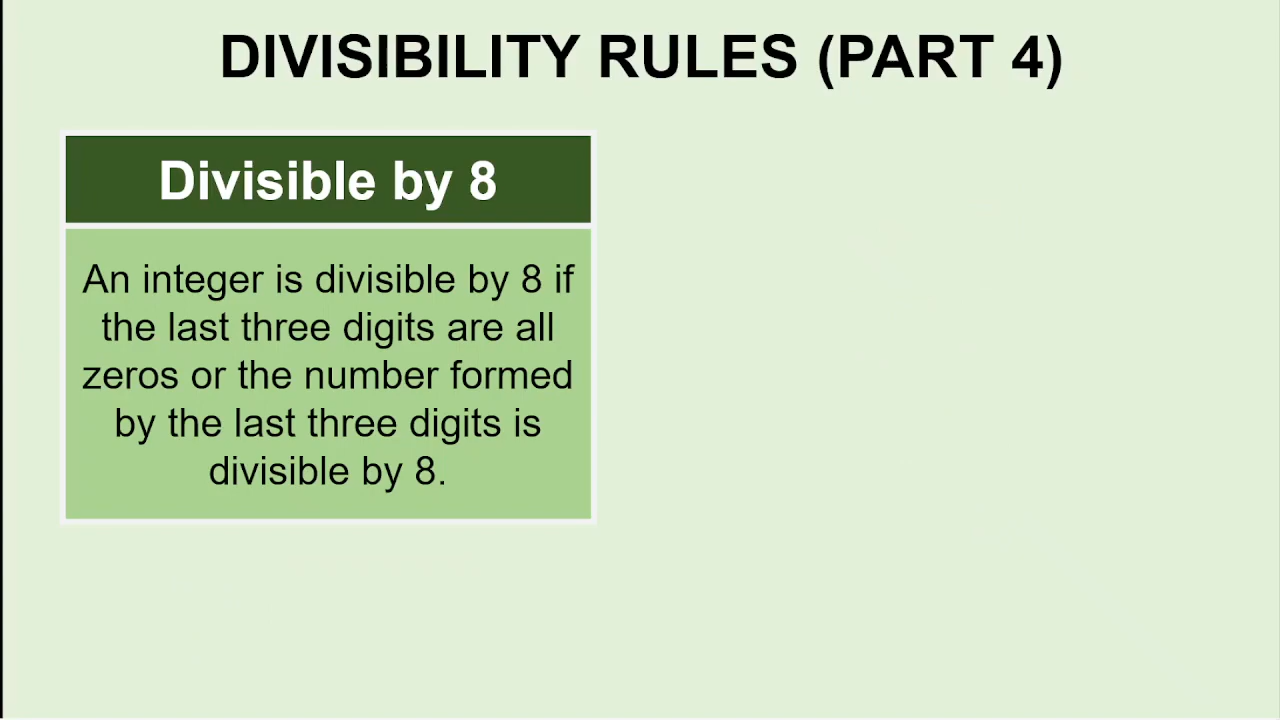 DIVISIBILITY RULES (PART 4)
Divisible by 8
An integer is divisible by 8 if
the last three digits are all
zeros or the number formed
by the last three digits is
divisible by 8.